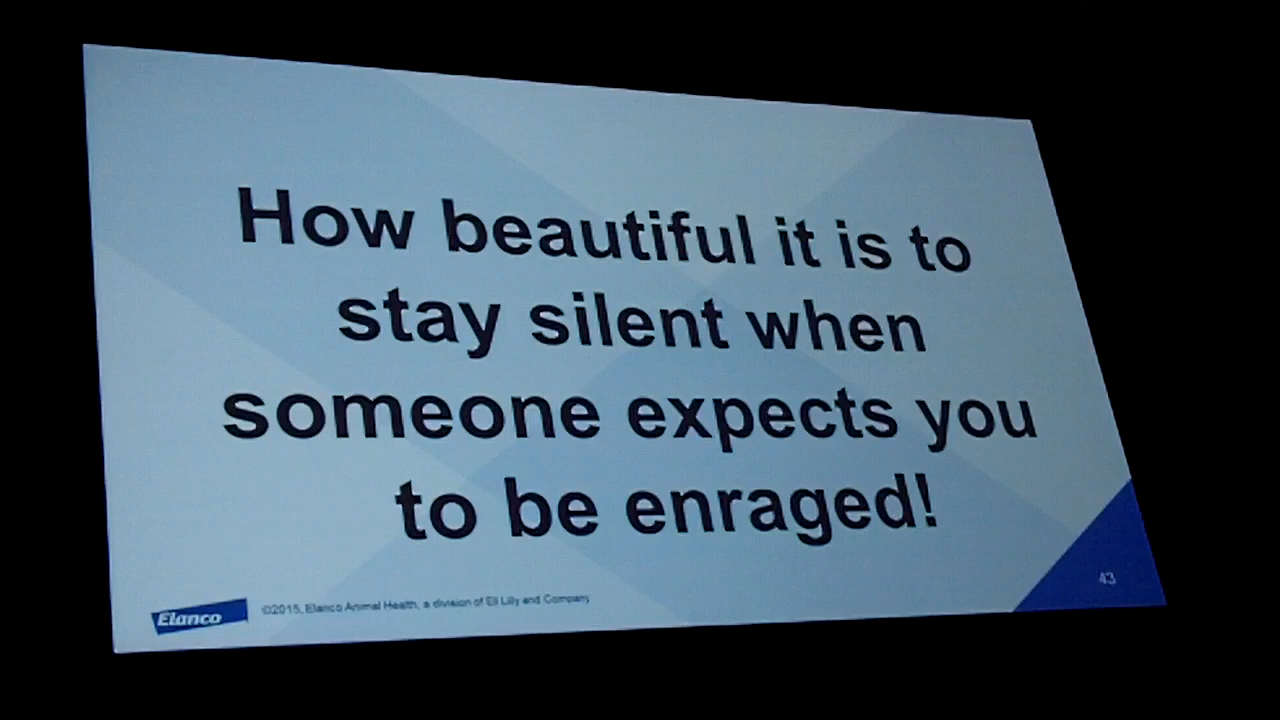 How beautiful it is to
stay silent when
someone expects you
to be enraged!
43
Elanco
©2015, Elanco Animal Health, a division of Eli Lilly and Company